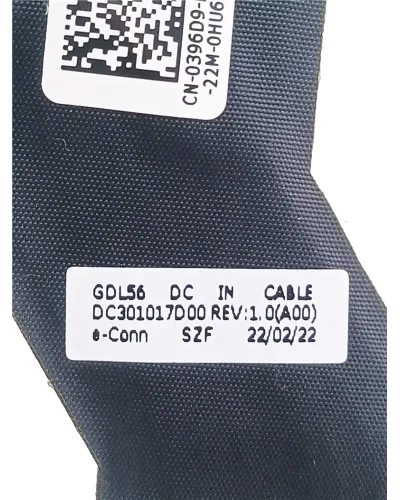 CN-0396D9-
-22M-0HU6
GDL56 DC IN CABLE
DC301017D00 REV:1.0(A00)
e-Conn SZF 22/02/22